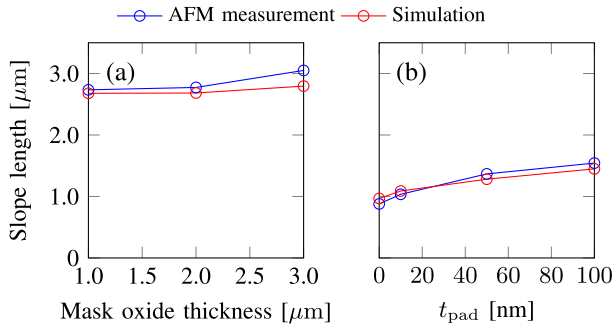 AFM measurement Simulation
(a) (b)
Slope length [μm]
3.0
2.0
1.0
0
1.0 1.5 2.0 2.5 3.0
0 20 40 60 80 100
Mask oxide thickness [μm]
t_pad [nm]